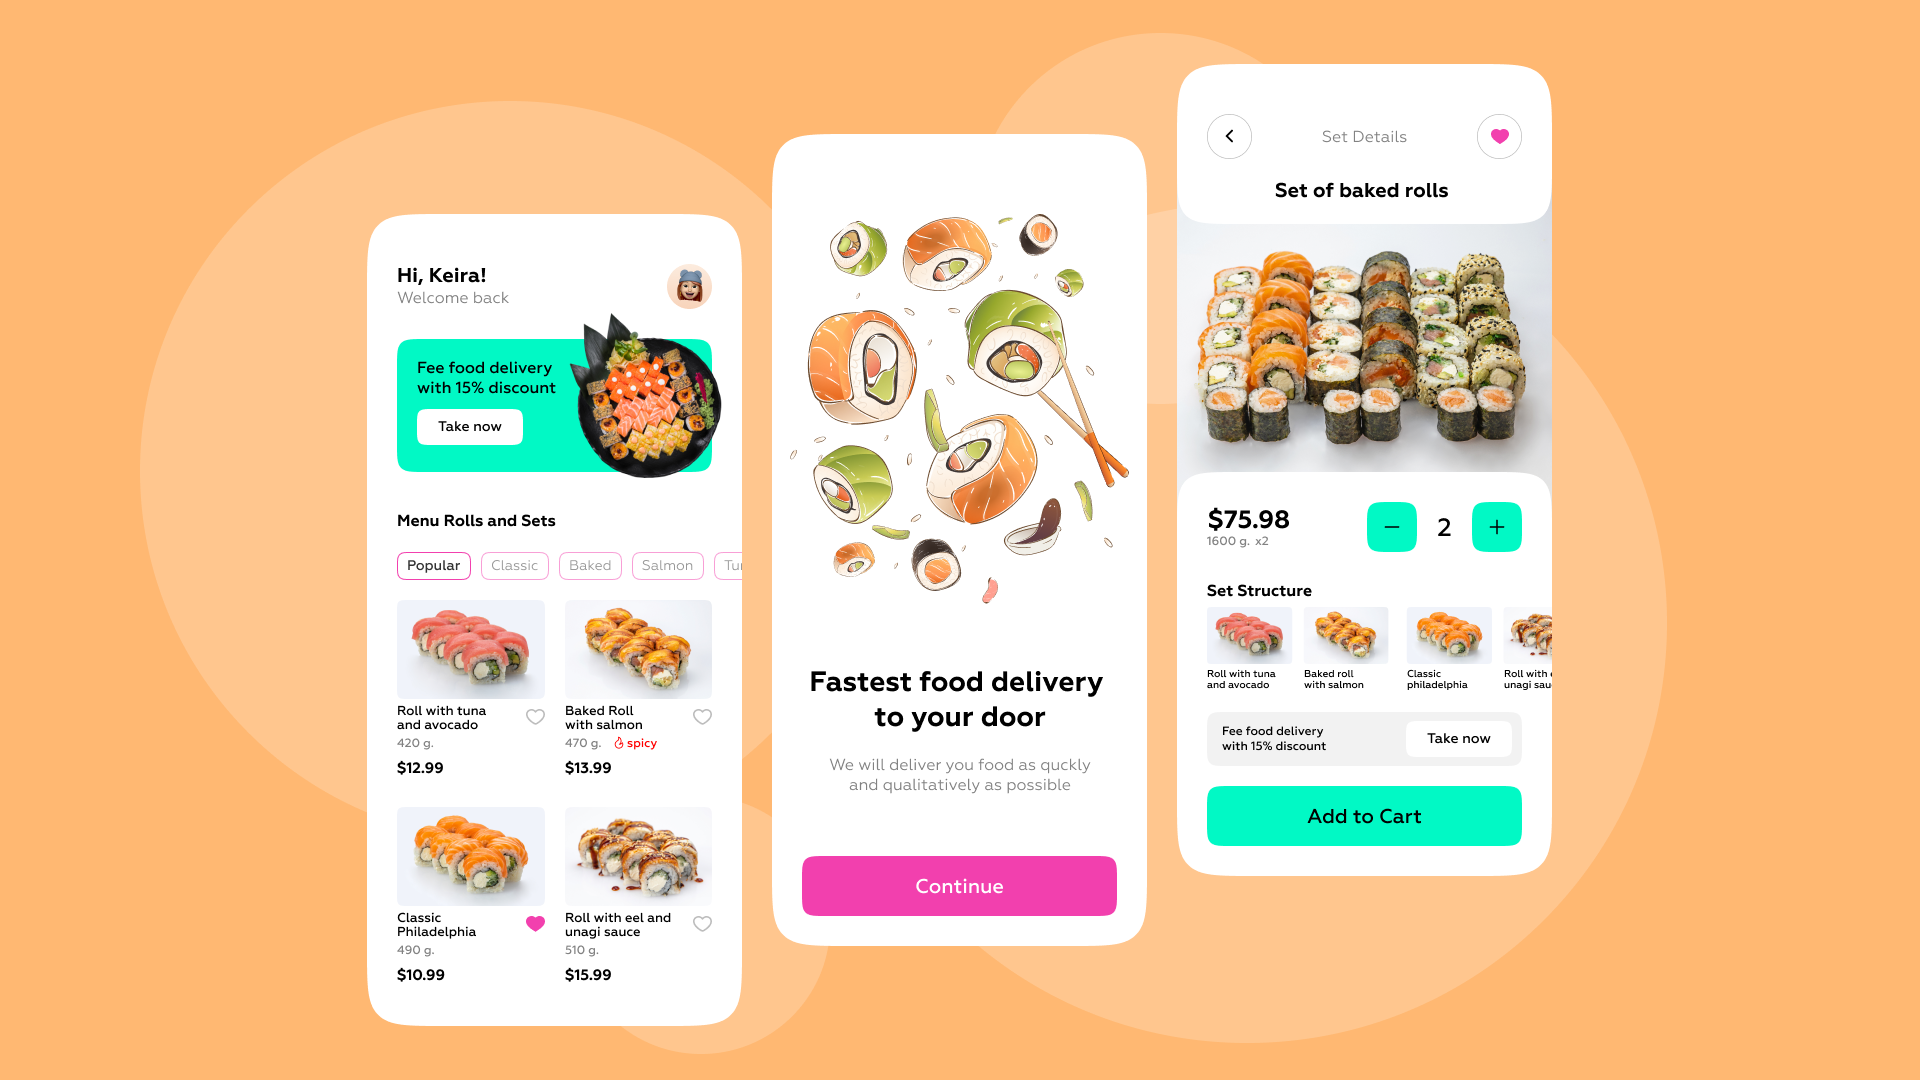 Hi, Keira!
Welcome back
Fee food delivery
with 15% discount
Take now
Menu Rolls and Sets
Popular
Classic
Baked
Salmon
Roll with tuna
and avocado
420 g.
$12.99
Baked Roll
with salmon
470 g.
spicy
$13.99
Classic
Philadelphia
490 g.
$10.99
Roll with eel and
unagi sauce
510 g.
$15.99
Fastest food delivery
to your door
We will deliver you food as quckly
and qualitatively as possible
Continue
Set Details
Set of baked rolls
$75.98
1600 g. x2
2
Set Structure
Roll with tuna
and avocado
Baked roll
with salmon
Classic
philadelphia
Roll with
unagi
Fee food delivery
with 15% discount
Take now
Add to Cart